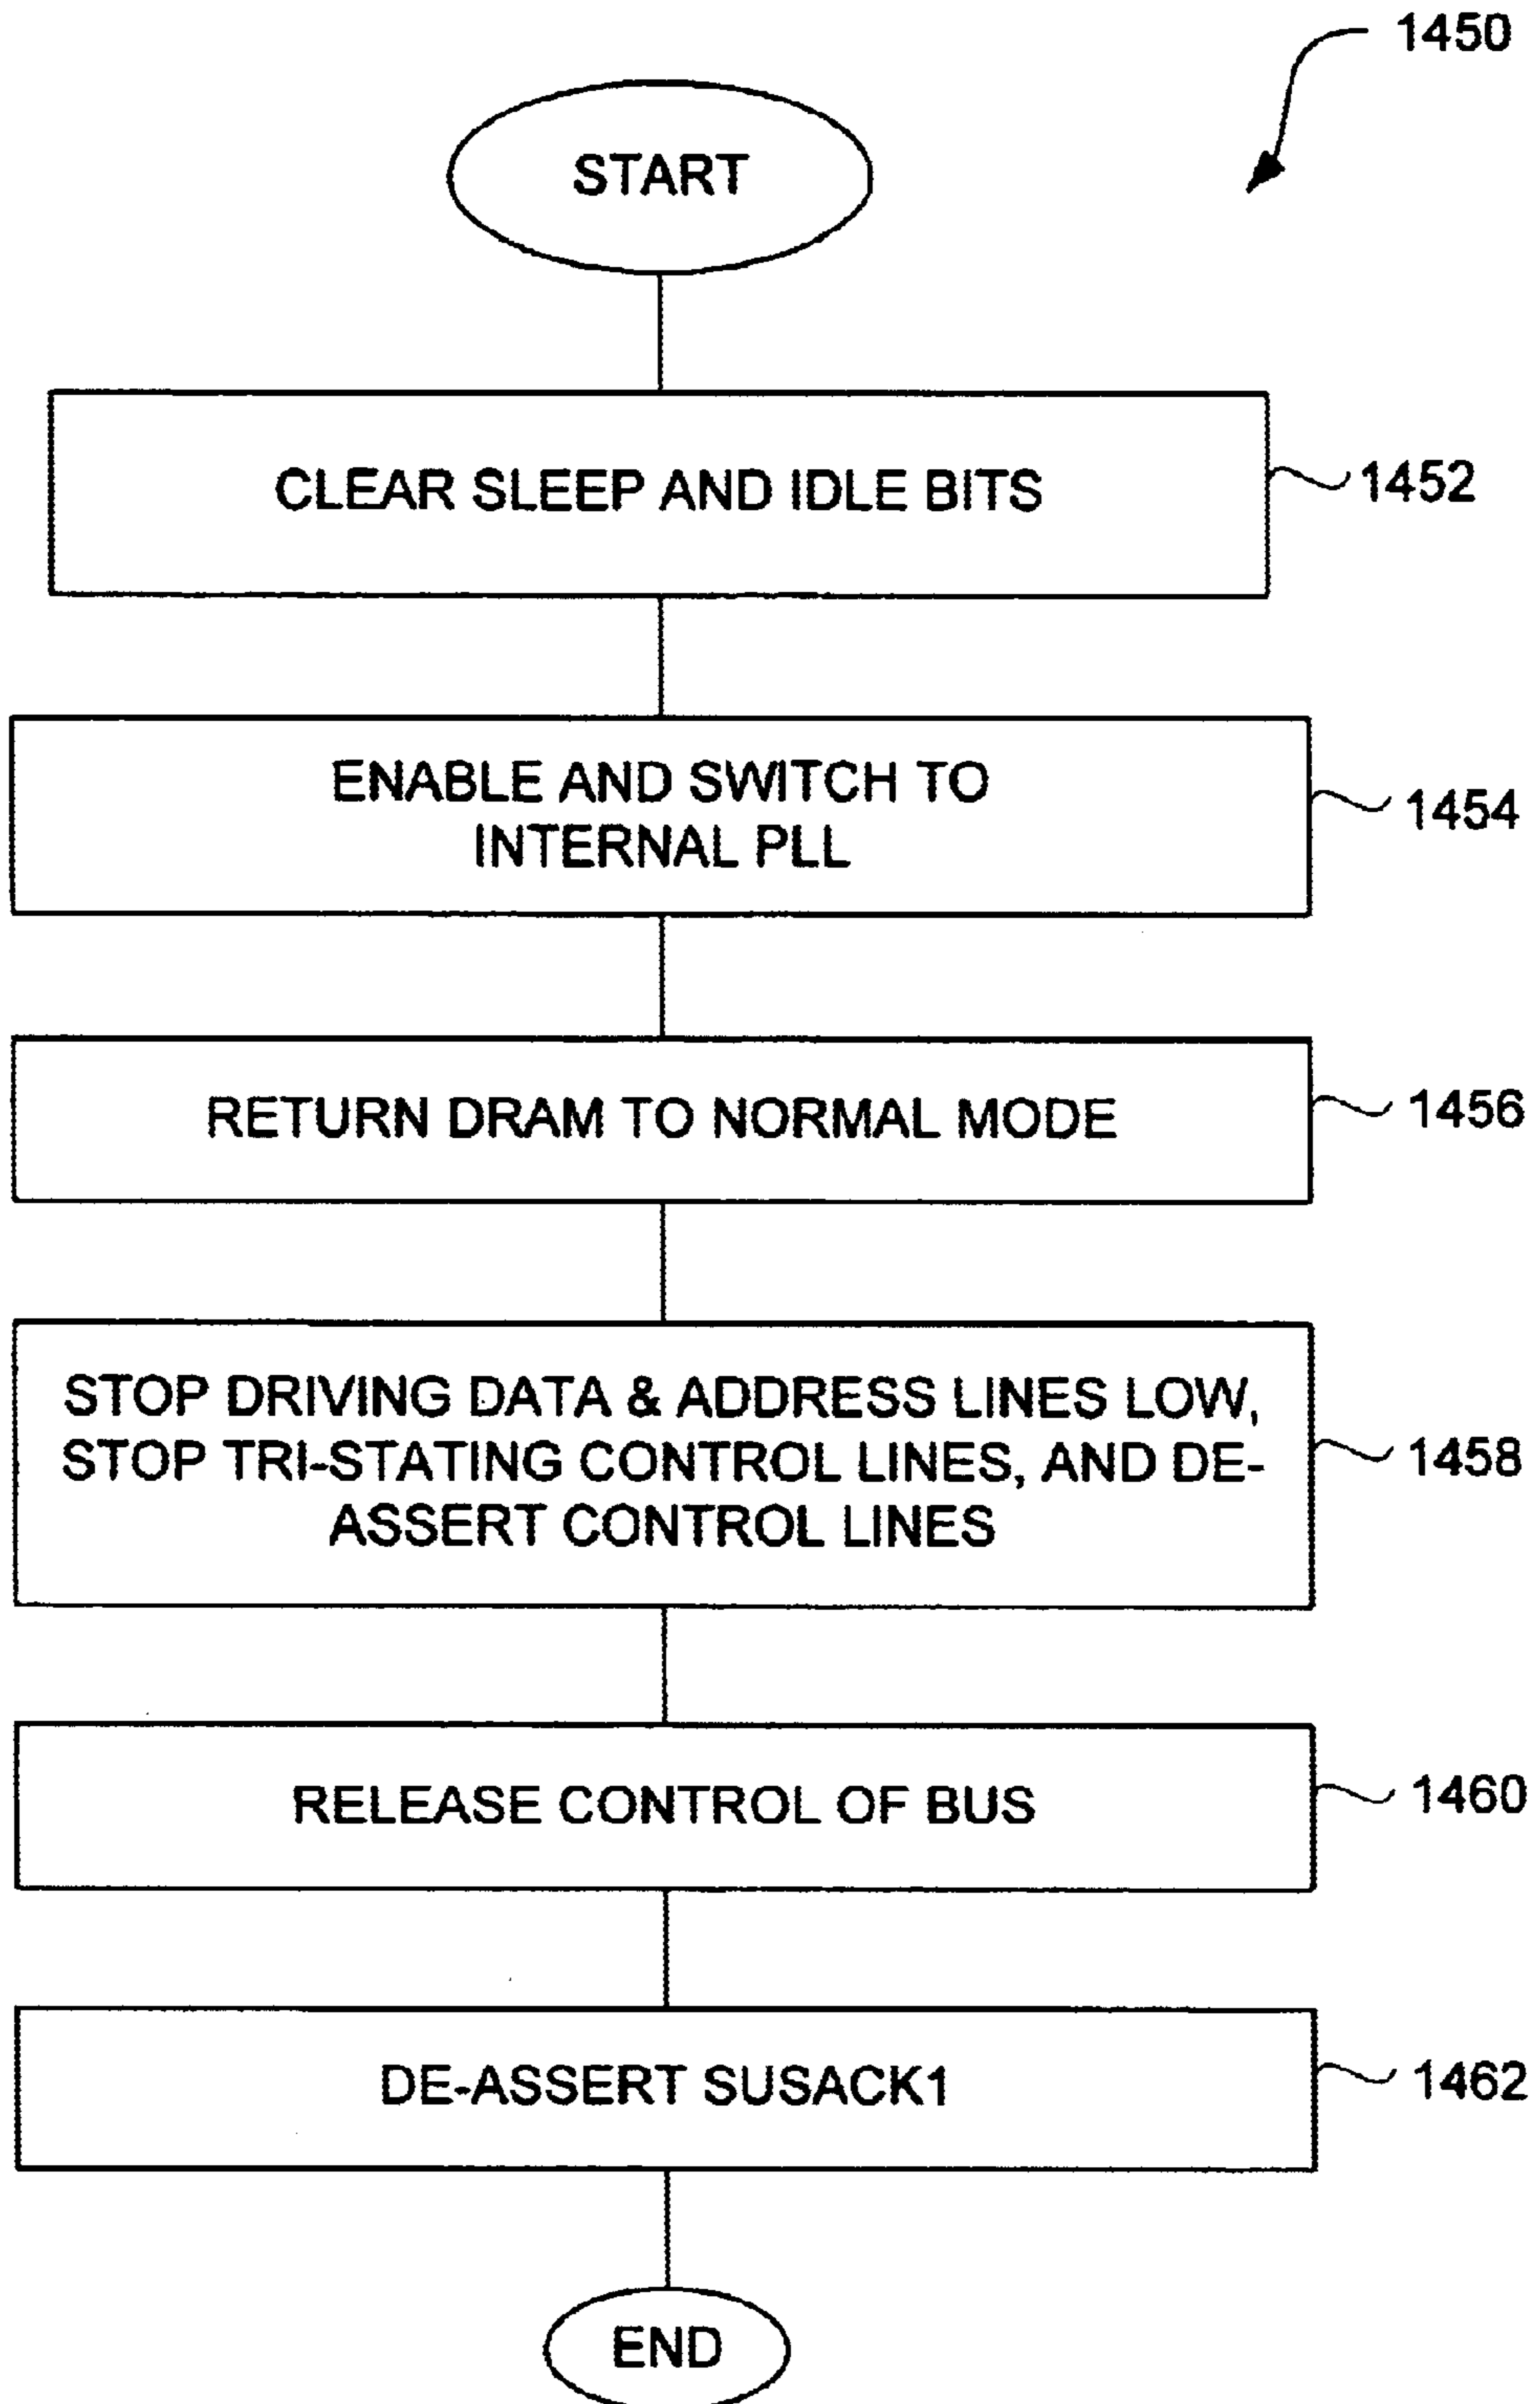 1450
START
CLEAR SLEEP AND IDLE BITS
1452
ENABLE AND SWITCH TO
INTERNAL PLL
1454
RETURN DRAM TO NORMAL MODE
1456
STOP DRIVING DATA & ADDRESS LINES LOW,
STOP TRI-STATING CONTROL LINES, AND DE-
ASSERT CONTROL LINES
1458
RELEASE CONTROL OF BUS
1460
DE-ASSERT SUSACK1
1462
END